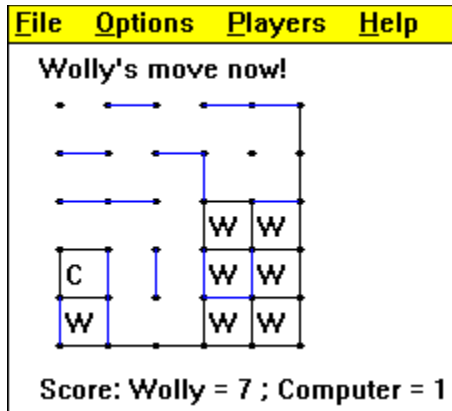 File Options Players Help
Wolly's move now!
W W
C W W
W W W
Score: Wolly = 7 ; Computer = 1